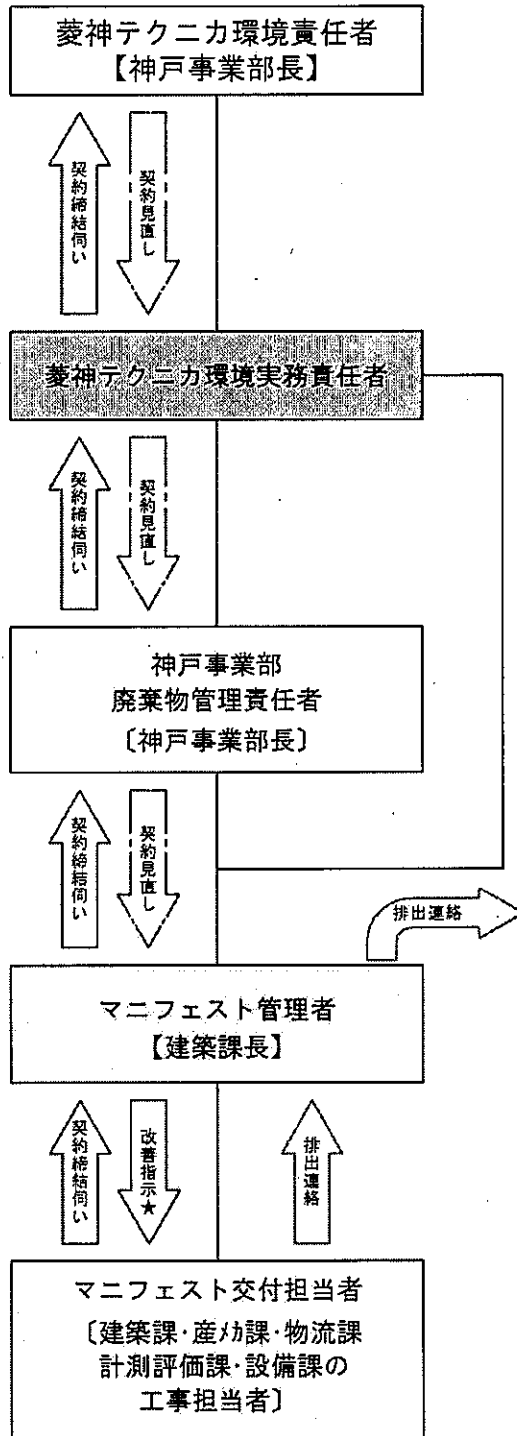 菱神テクニカ環境責任者
【神戸事業部長】
契約締結伺い
契約見直し
菱神テクニカ環境実務責任者
契約締結伺い
契約見直し
神戸事業部
廃棄物管理責任者
〔神戸事業部長〕
契約締結伺い
契約見直し
排出連絡
マニフェスト管理者
【建築課長】
契約締結伺い
改善指示★
排出連絡
マニフェスト交付担当者
〔建築課･産ﾒｶ課･物流課
計測評価課･設備課の
工事担当者〕